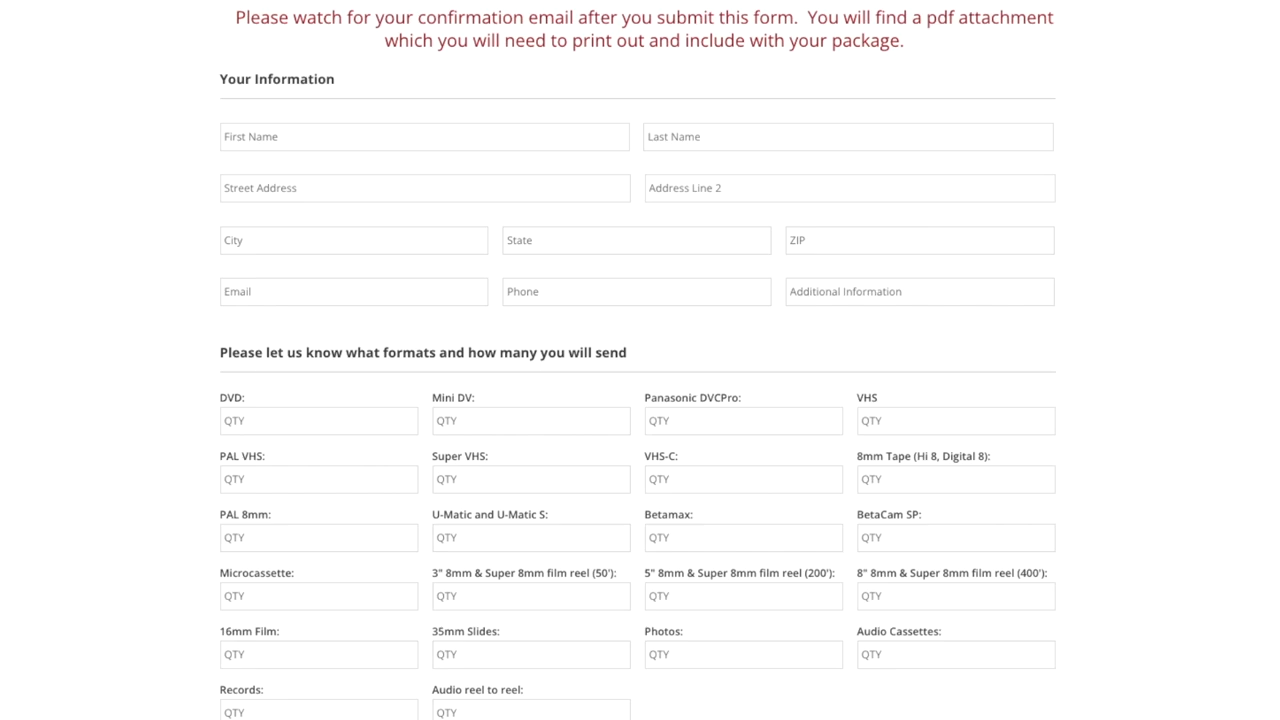 Please watch for your confirmation email after you submit this form. You will find a pdf attachment
which you will need to print out and include with your package.
Your Information
First Name
Last Name
Street Address
Address Line 2
City
State
ZIP
Email
Phone
Additional Information
Please let us know what formats and how many you will send
DVD:
Mini DV:
Panasonic DVCPro:
VHS
QTY
QTY
QTY
QTY
PAL VHS:
Super VHS:
VHS-C:
8mm Tape (Hi 8, Digital 8):
QTY
QTY
QTY
QTY
PAL 8mm:
U-Matic and U-Matic S:
Betamax:
BetaCam SP:
QTY
QTY
QTY
QTY
Microcassette:
3" 8mm & Super 8mm film reel (50'):
5" 8mm & Super 8mm film reel (200'):
8" 8mm & Super 8mm film reel (400'):
QTY
QTY
QTY
QTY
16mm Film:
35mm Slides:
Photos:
Audio Cassettes:
QTY
QTY
QTY
QTY
Records:
Audio reel to reel:
QTY
QTY